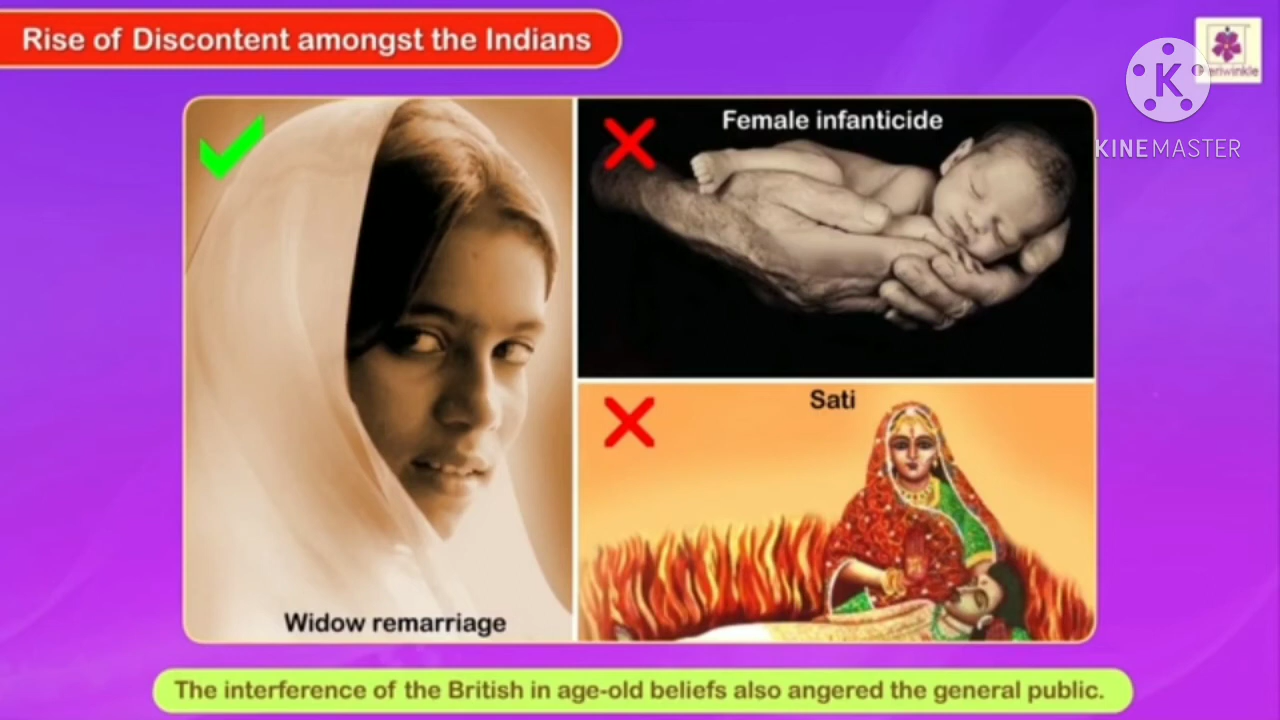 Rise of Discontent amongst the Indians
K
KINEMASTER
Female infanticide
Sati
Widow remarriage
The interference of the British in age-old beliefs also angered the general public.